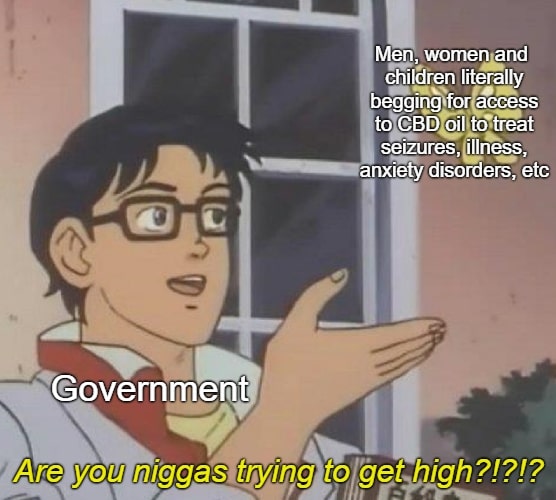 Men, women and
children literally
begging for access
to CBD oil to treat
seizures, illness,
anxiety disorders, etc
Government
Are you niggas trying to get high?!?!?